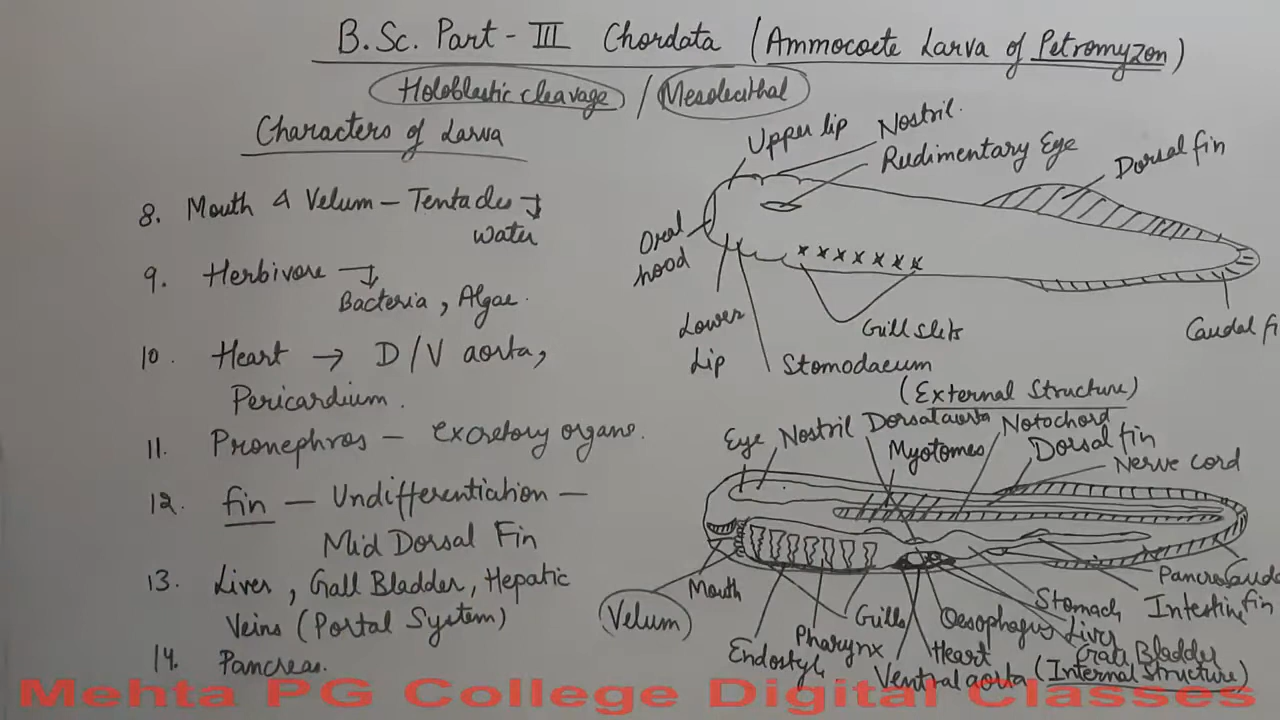 B.Sc. Part - III Chordata (Ammocoete Larva of Petromyzon)
Holoblastic cleavage / Mesolecithal
Characters of Larva
8. Mouth & Velum - Tentacles →
water
9. Herbivore →
Bacteria, Algae.
10. Heart → D/V aorta,
Pericardium.
11. Pronephros - excretory organs.
12. fin - Undifferentiation -
Mid Dorsal Fin
13. Liver, Gall Bladder, Hepatic
Veins (Portal System)
14. Pancreas.
Upper lip
Nostril.
Rudimentary Eye
Dorsal fin
Oral
hood
Lower
Lip
Gill slits
Stomodaeum
Caudal fi
(External Structure)
Eye
Nostril
Dorsal aorta
Notochord
Myotomes
Dorsal fin
Nerve cord
Mouth
Velum
Endostyl
Pharynx
Gills
Ventral aorta
Heart
Oesophagus
Liver
Gall Bladder
Stomach
Intestine
Pancreas
Caudal
fin
(Internal Structure)
Mehta PG College Digital Classes